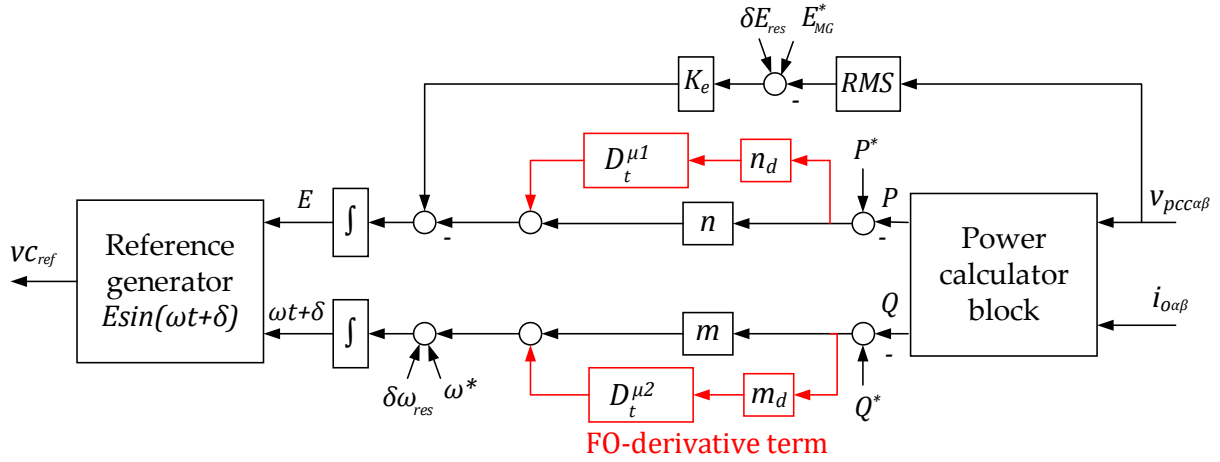 δE_res E*_MG
K_e
-
RMS
D_t^μ1
n_d
P*
E
∫
-
n
P
-
v_pccαβ
vc_ref
Reference
generator
Esin(ωt+δ)
Power
calculator
block
ωt+δ
∫
m
Q
-
i_oαβ
δω_res
ω*
D_t^μ2
m_d
Q*
FO-derivative term